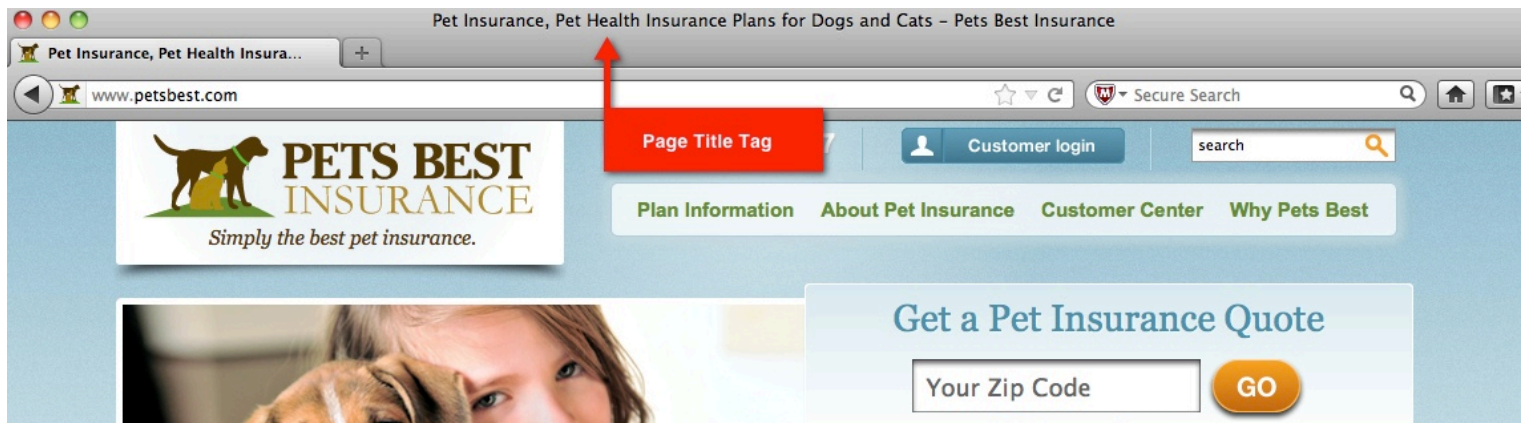 Pet Insurance, Pet Health Insurance Plans for Dogs and Cats – Pets Best Insurance
Pet Insurance, Pet Health Insura...
www.petsbest.com
Secure Search
Page Title Tag
7
Customer login
search
PETS BEST
INSURANCE
Simply the best pet insurance.
Plan Information About Pet Insurance Customer Center Why Pets Best
Get a Pet Insurance Quote
Your Zip Code
GO